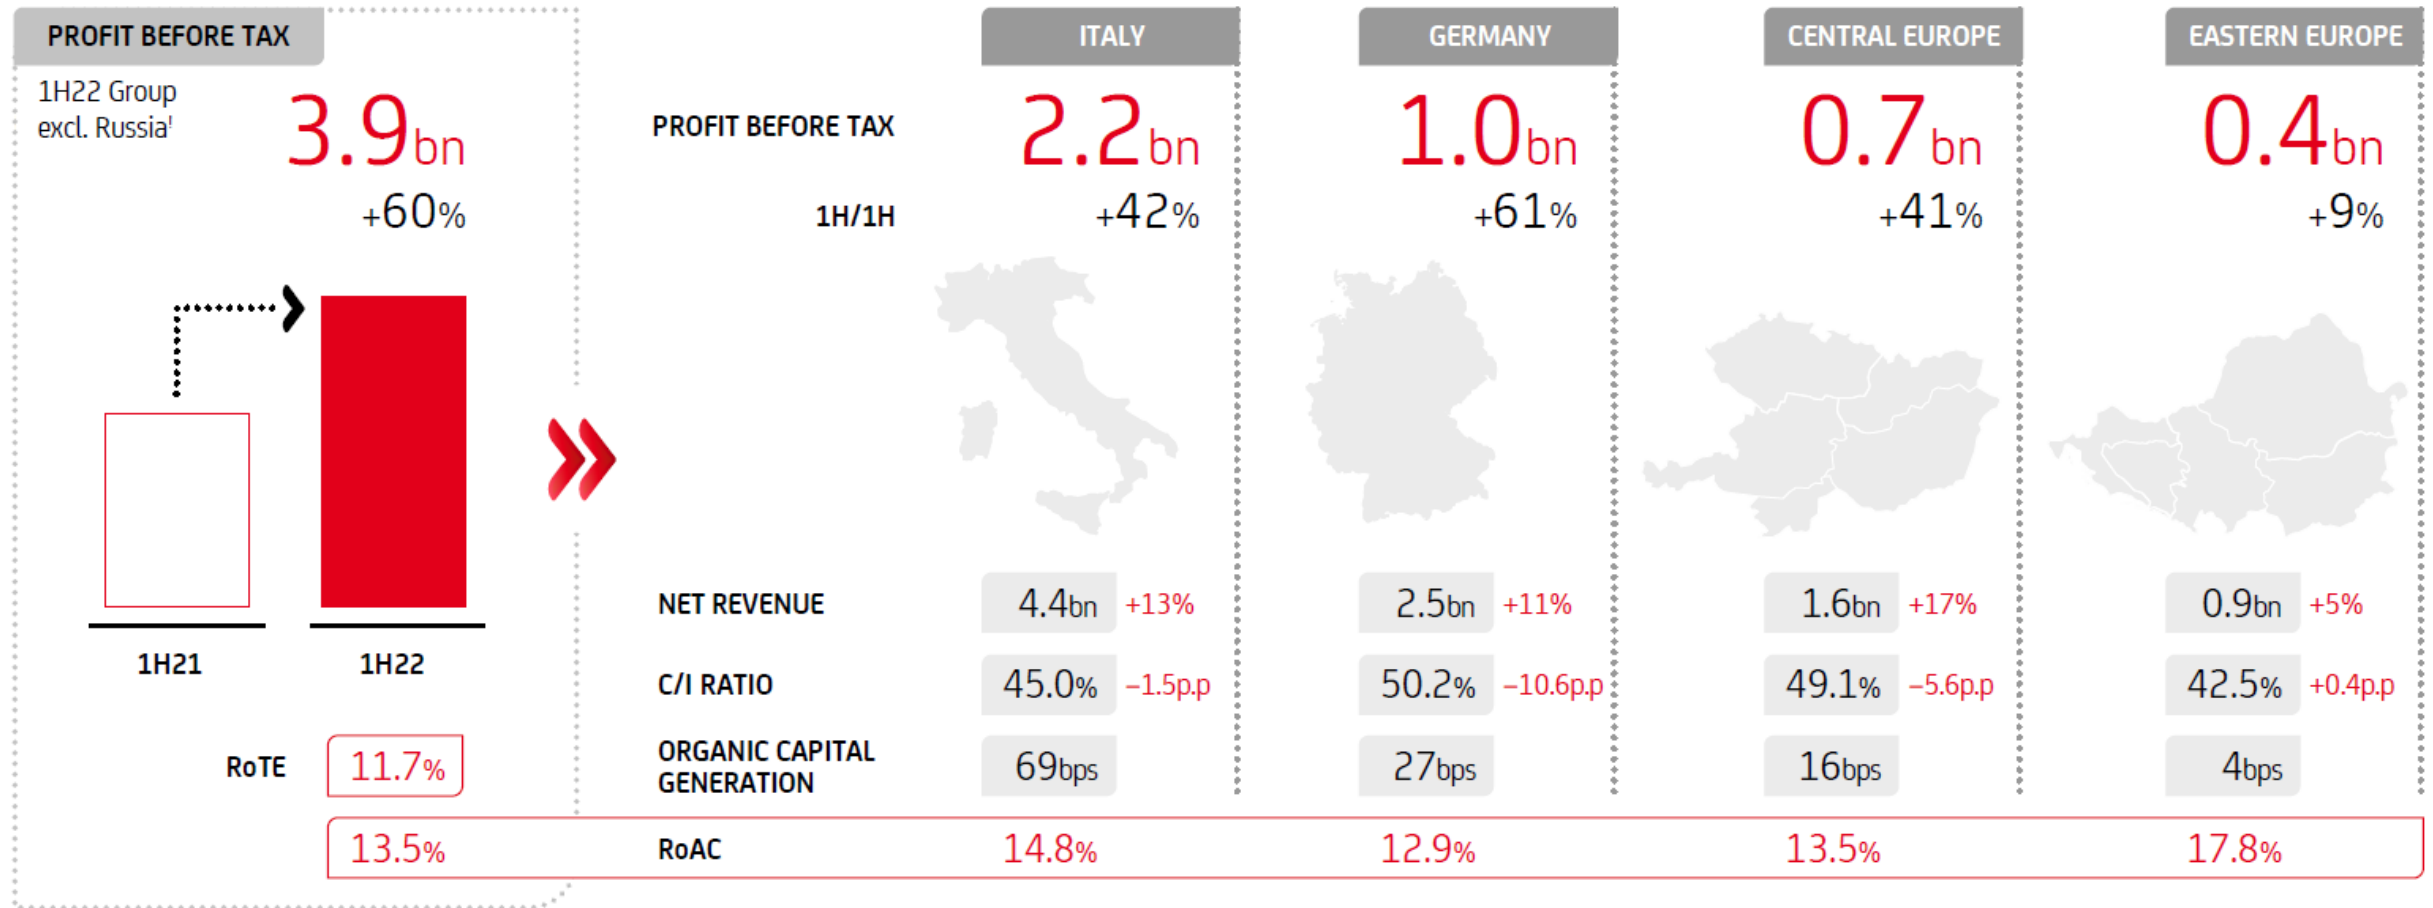 PROFIT BEFORE TAX
1H22 Group
excl. Russia¹
3.9bn
+60%
1H21
1H22
RoTE
11.7%
13.5%
ITALY
GERMANY
CENTRAL EUROPE
EASTERN EUROPE
PROFIT BEFORE TAX
2.2bn
1.0bn
0.7bn
0.4bn
1H/1H
+42%
+61%
+41%
+9%
NET REVENUE
4.4bn
+13%
2.5bn
+11%
1.6bn
+17%
0.9bn
+5%
C/I RATIO
45.0%
–1.5p.p
50.2%
–10.6p.p
49.1%
–5.6p.p
42.5%
+0.4p.p
ORGANIC CAPITAL
GENERATION
69bps
27bps
16bps
4bps
RoAC
14.8%
12.9%
13.5%
17.8%